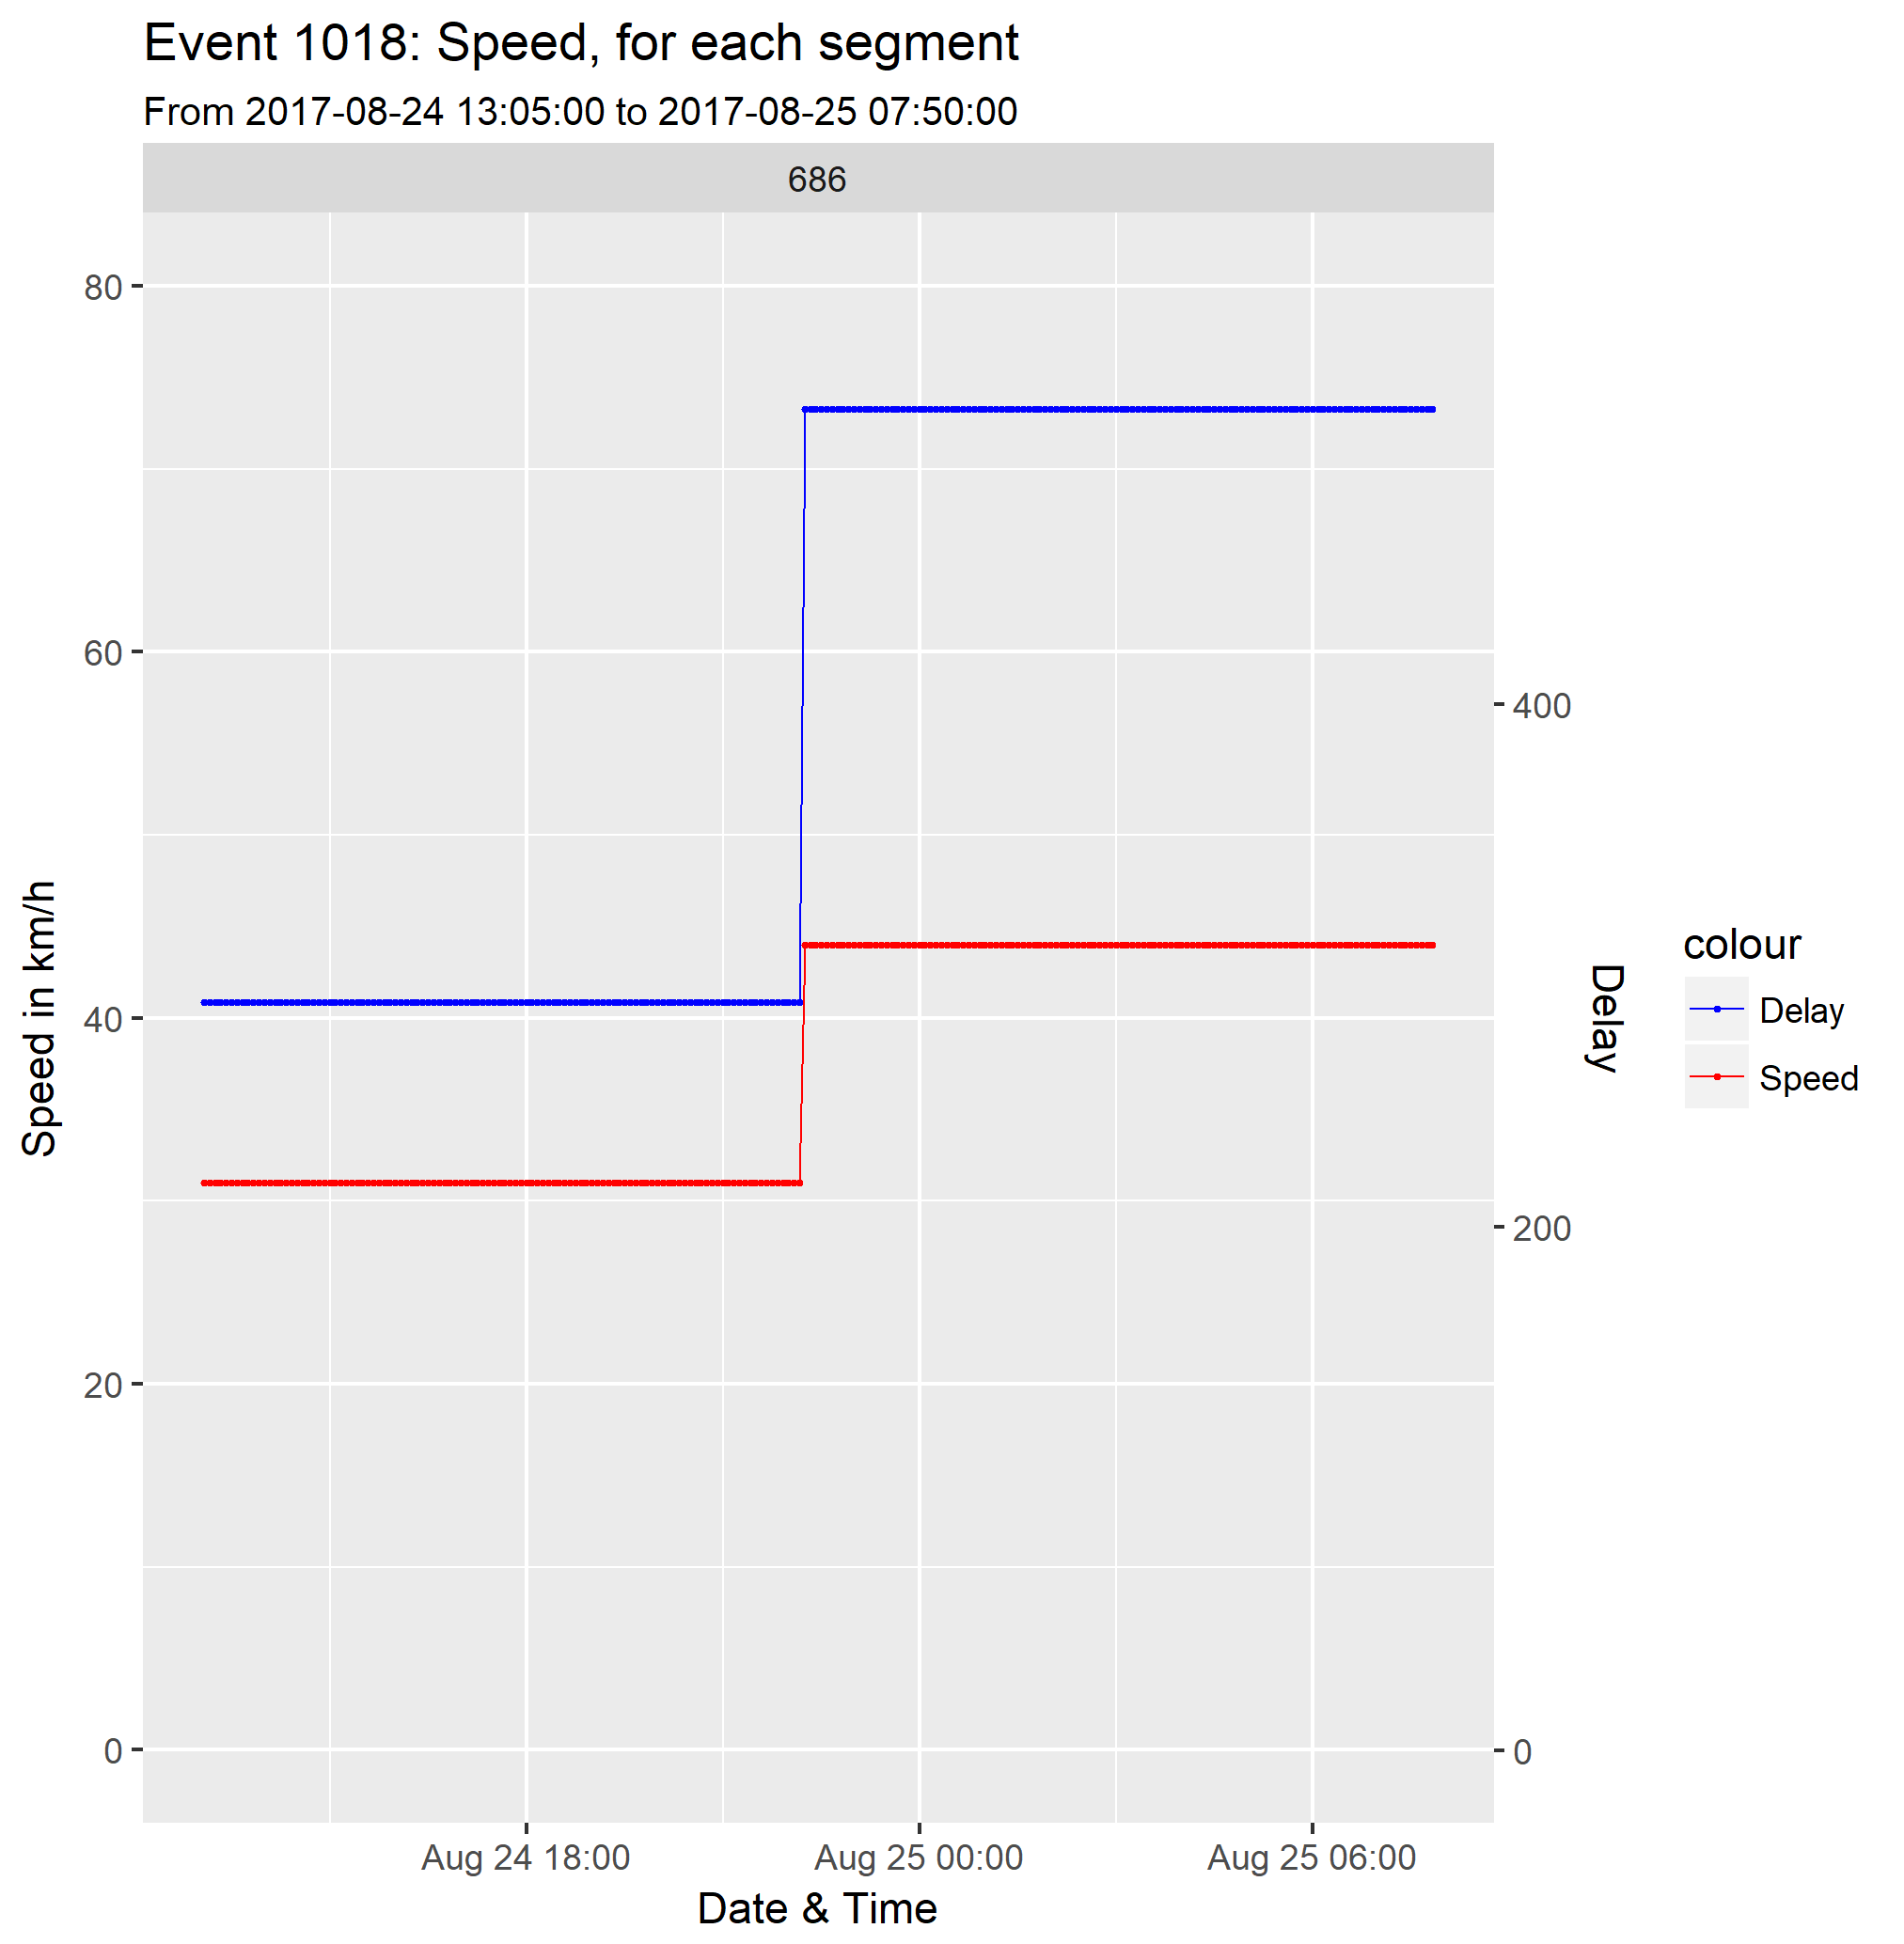 Event 1018: Speed, for each segment
From 2017-08-24 13:05:00 to 2017-08-25 07:50:00
686
80
60
40
20
0
Speed in km/h
400
200
0
Delay
colour
Delay
Speed
Aug 24 18:00
Aug 25 00:00
Aug 25 06:00
Date & Time